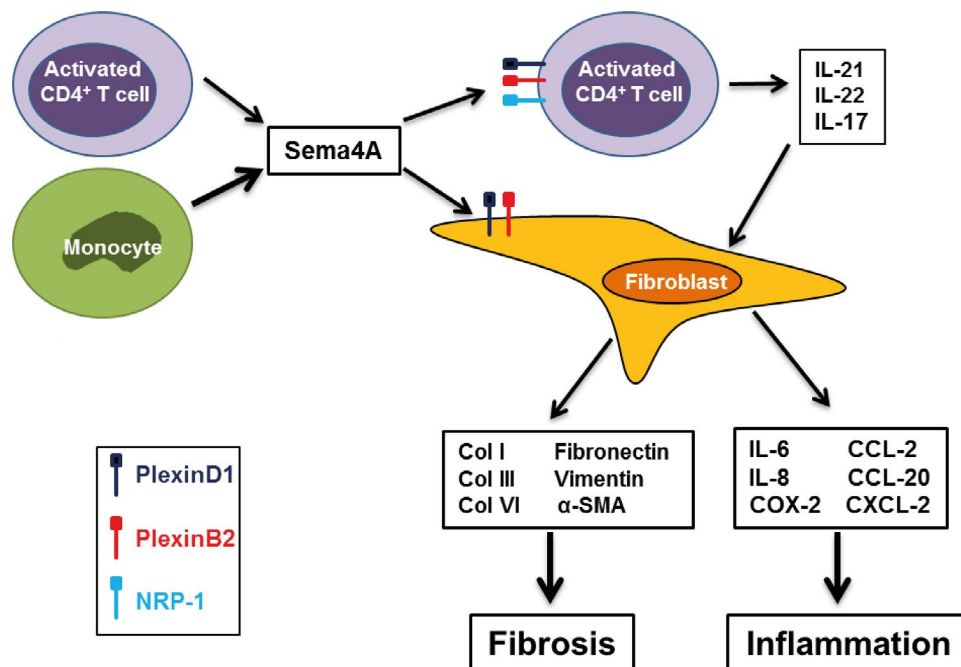 Activated
CD4⁺ T cell
Monocyte
Sema4A
Activated
CD4⁺ T cell
IL-21
IL-22
IL-17
Fibroblast
Col I Fibronectin
Col III Vimentin
Col VI α-SMA
IL-6 CCL-2
IL-8 CCL-20
COX-2 CXCL-2
Fibrosis
Inflammation
PlexinD1
PlexinB2
NRP-1